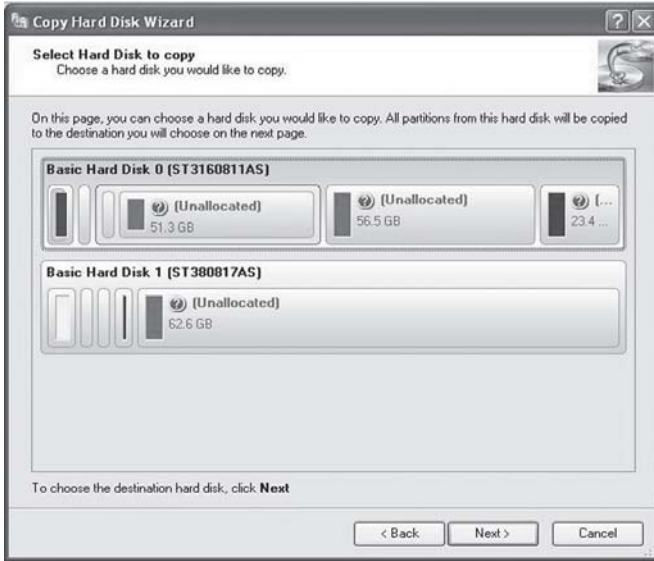 Copy Hard Disk Wizard
Select Hard Disk to copy
Choose a hard disk you would like to copy.
On this page, you can choose a hard disk you would like to copy. All partitions from this hard disk will be copied
to the destination you will choose on the next page.
Basic Hard Disk 0 (ST3160811AS)
(Unallocated)
51.3 GB
(Unallocated)
56.5 GB
(...
23.4 ...
Basic Hard Disk 1 (ST380817AS)
(Unallocated)
62.6 GB
To choose the destination hard disk, click Next
< Back
Next >
Cancel